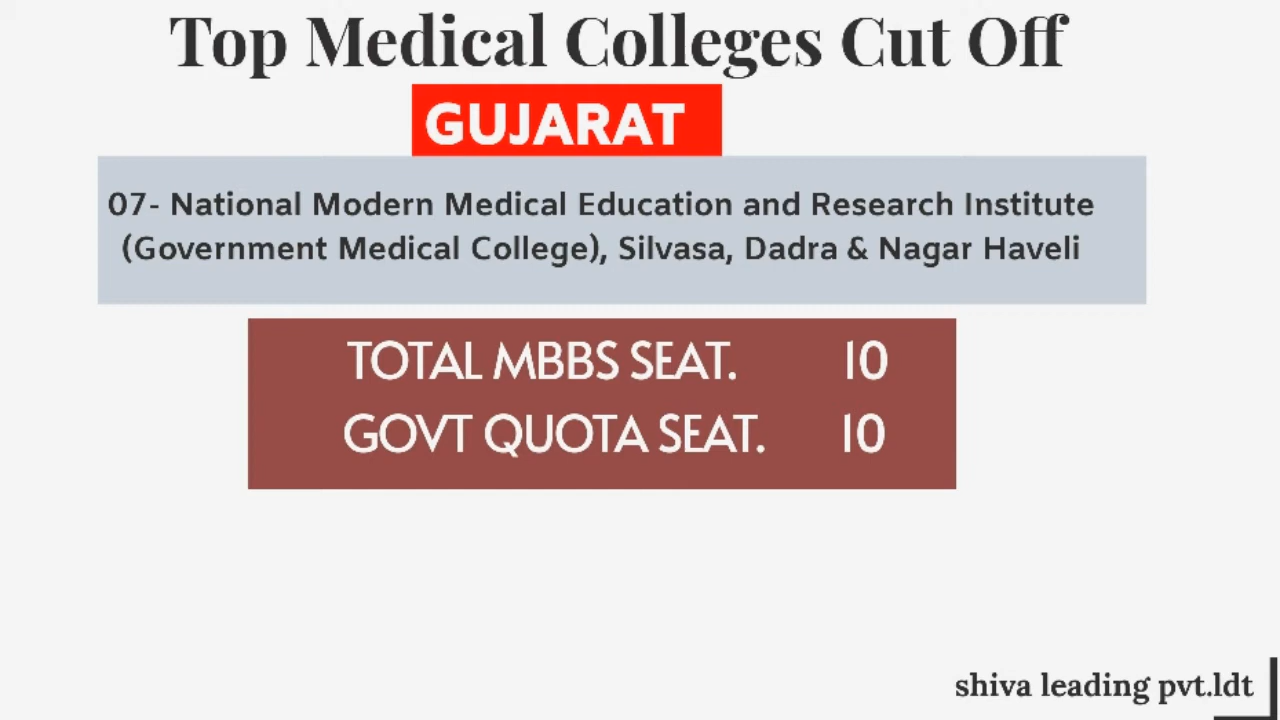 Top Medical Colleges Cut Off
GUJARAT
07- National Modern Medical Education and Research Institute
(Government Medical College), Silvasa, Dadra & Nagar Haveli
TOTAL MBBS SEAT. 10
GOVT QUOTA SEAT. 10
shiva leading pvt.ldt